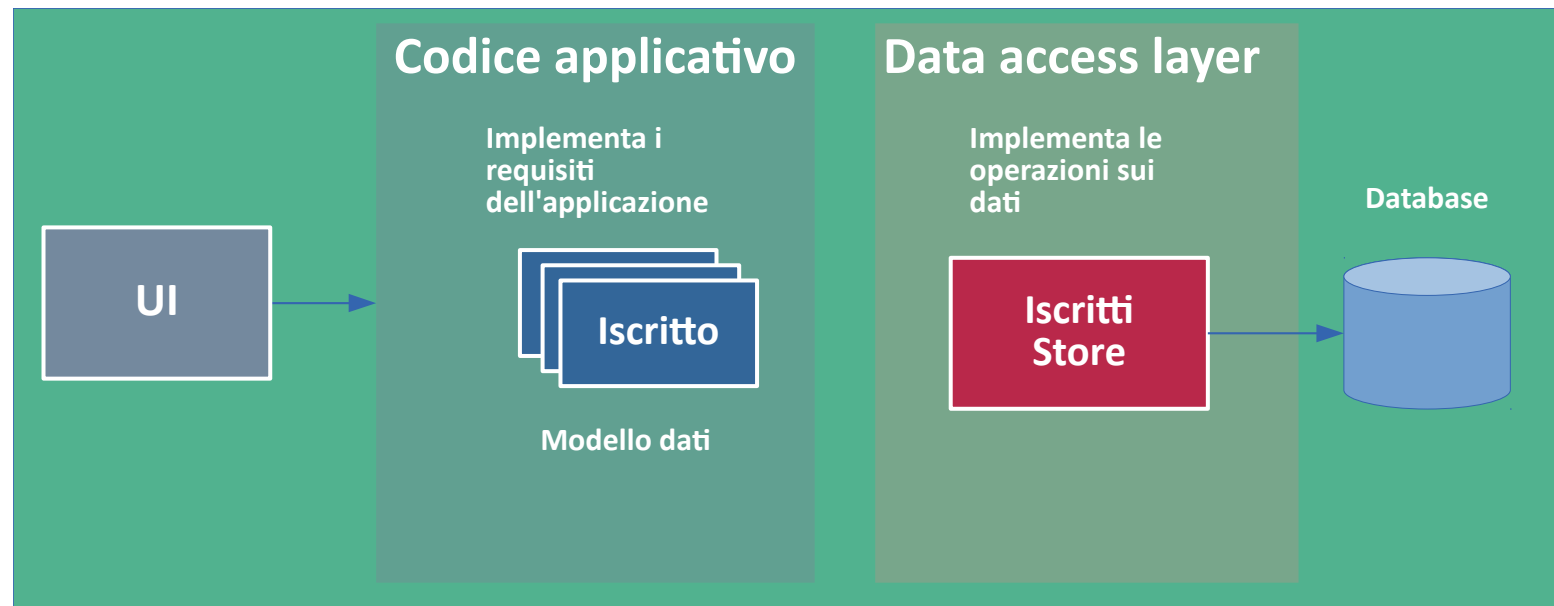 Codice applicativo
Data access layer
Implementa i
requisiti
dell'applicazione
Implementa le
operazioni sui
dati
Database
UI
Iscritto
Iscritti
Store
Modello dati